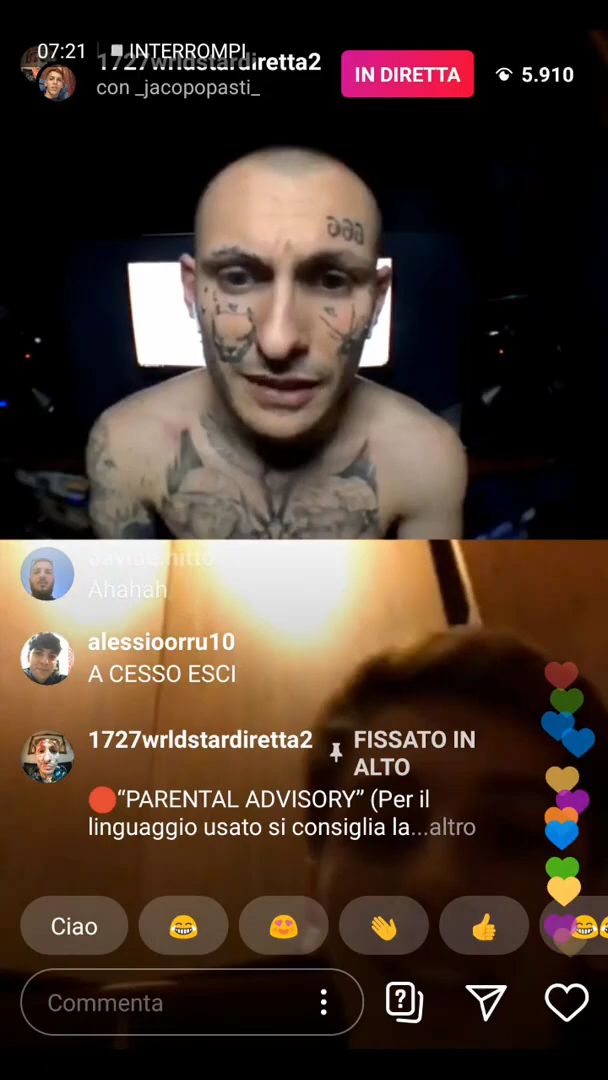 07:21 INTERROMPI
1727wrldstardiretta2
con _jacopopasti_
IN DIRETTA
5.910
666
Ahahah
alessioorru10
A CESSO ESCI
1727wrldstardiretta2 FISSATO IN
ALTO
🔴“PARENTAL ADVISORY” (Per il
linguaggio usato si consiglia la...altro
Ciao
Commenta